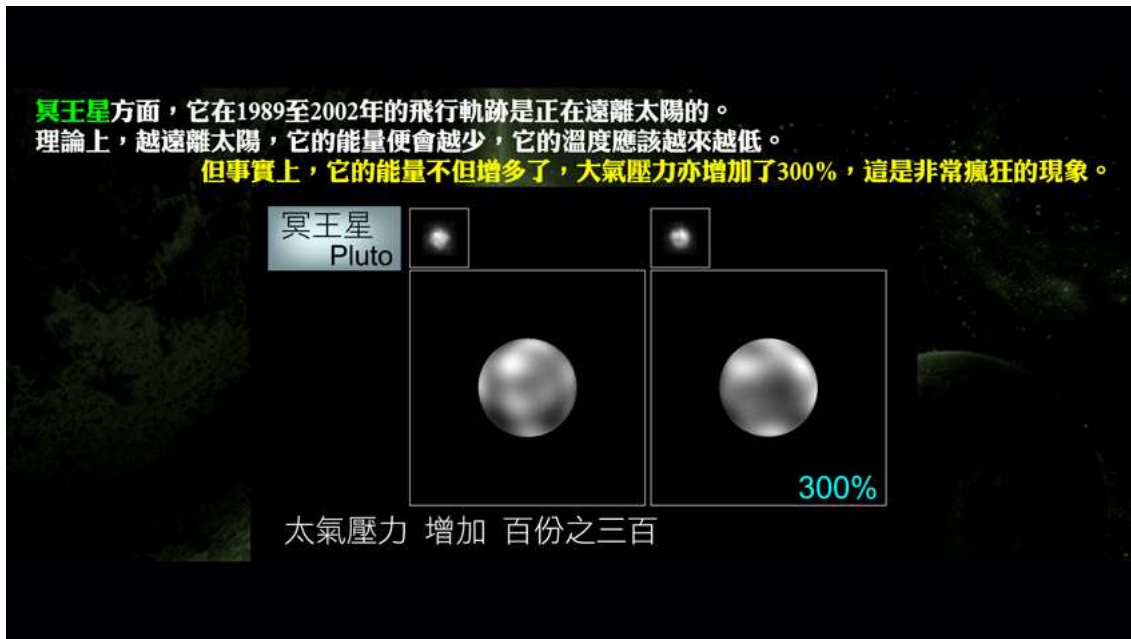 冥王星方面，它在1989至2002年的飛行軌跡是正在遠離太陽的。
理論上，越遠離太陽，它的能量便會越少，它的溫度應該越來越低。
但事實上，它的能量不但增多了，大氣壓力亦增加了300%，這是非常瘋狂的現象。
冥王星
Pluto
300%
太氣壓力 增加 百份之三百